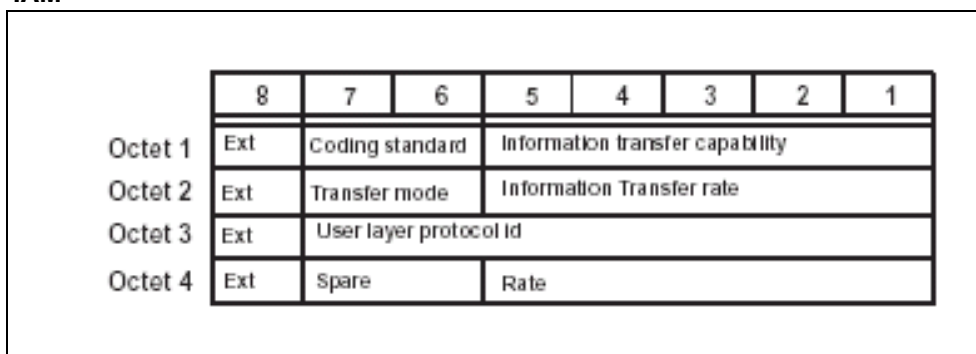 8 7 6 5 4 3 2 1
Octet 1 Ext Coding standard Information transfer capability
Octet 2 Ext Transfer mode Information Transfer rate
Octet 3 Ext User layer protocol id
Octet 4 Ext Spare Rate